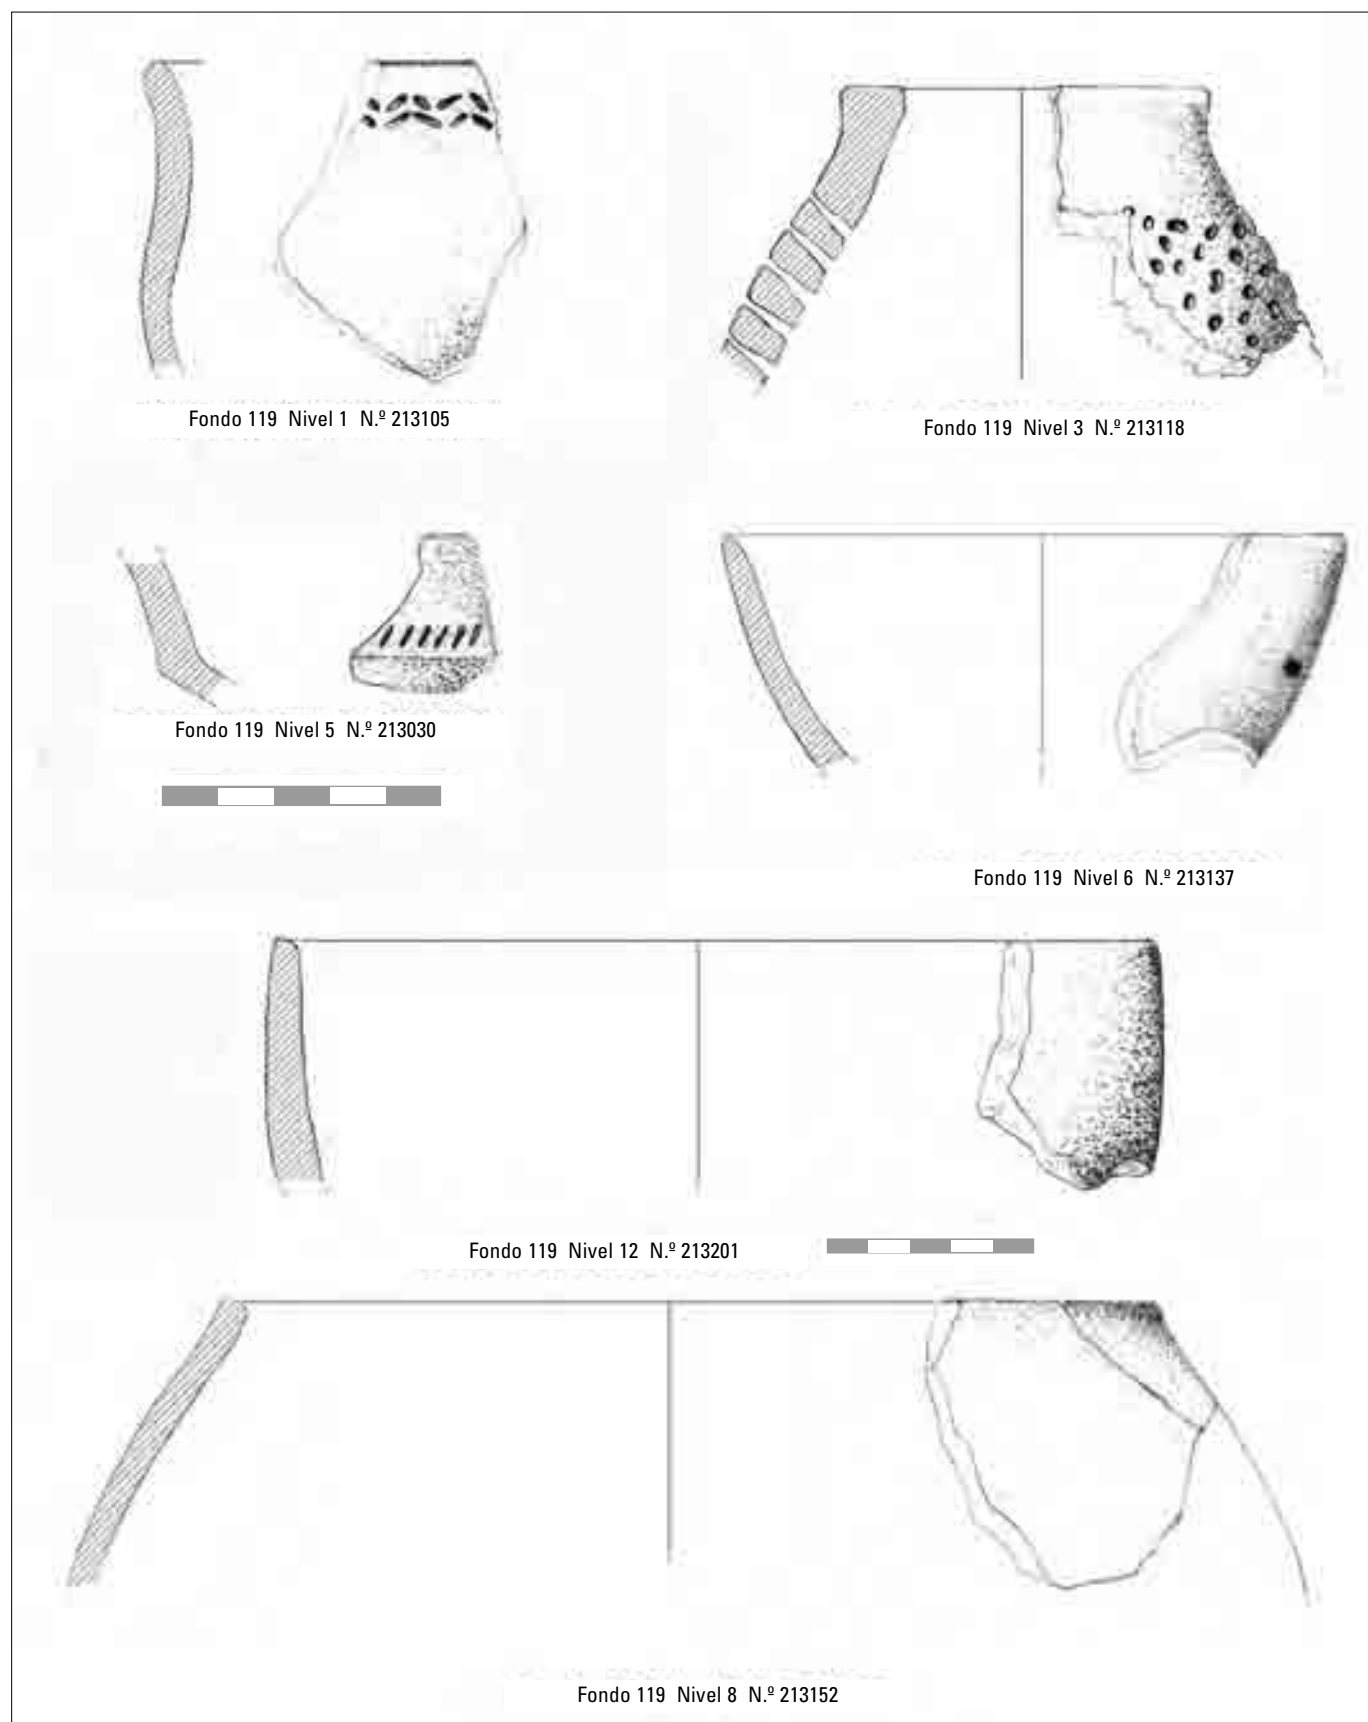 Fondo 119 Nivel 1 N.º 213105
Fondo 119 Nivel 3 N.º 213118
Fondo 119 Nivel 5 N.º 213030
Fondo 119 Nivel 6 N.º 213137
Fondo 119 Nivel 12 N.º 213201
Fondo 119 Nivel 8 N.º 213152